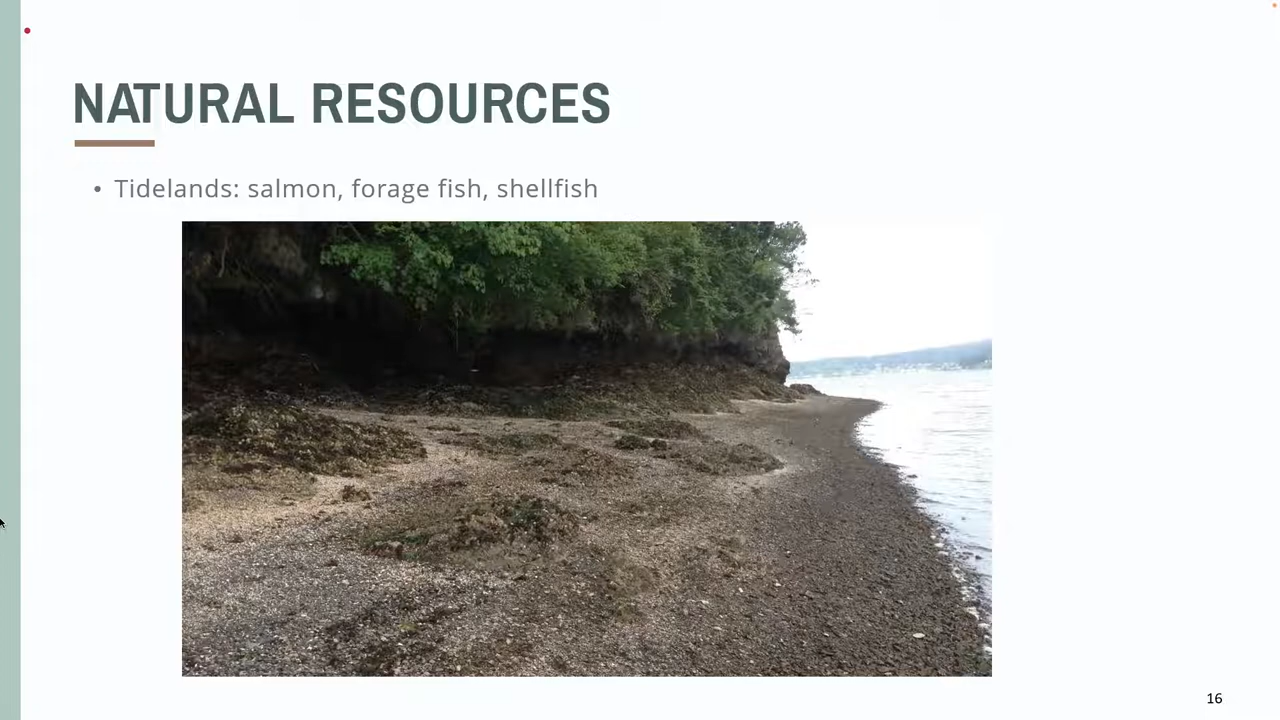 NATURAL RESOURCES
• Tidelands: salmon, forage fish, shellfish
16